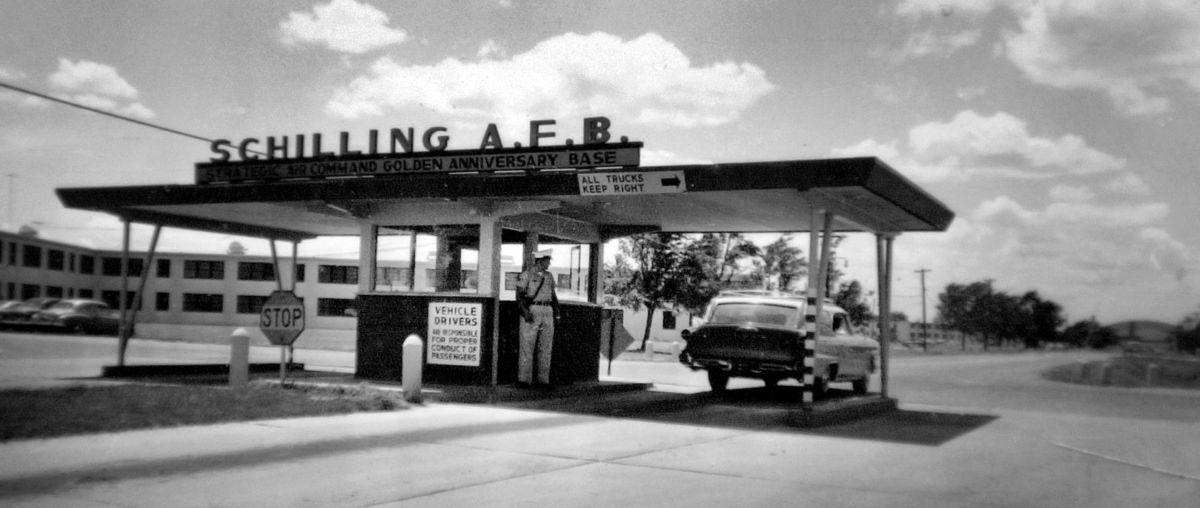 SCHILLING A.F.B.
STRATEGIC AIR COMMAND GOLDEN ANNIVERSARY BASE
ALL TRUCKS
KEEP RIGHT
STOP
VEHICLE
DRIVERS
ARE RESPONSIBLE
FOR PROPER
CONDUCT OF
PASSENGERS